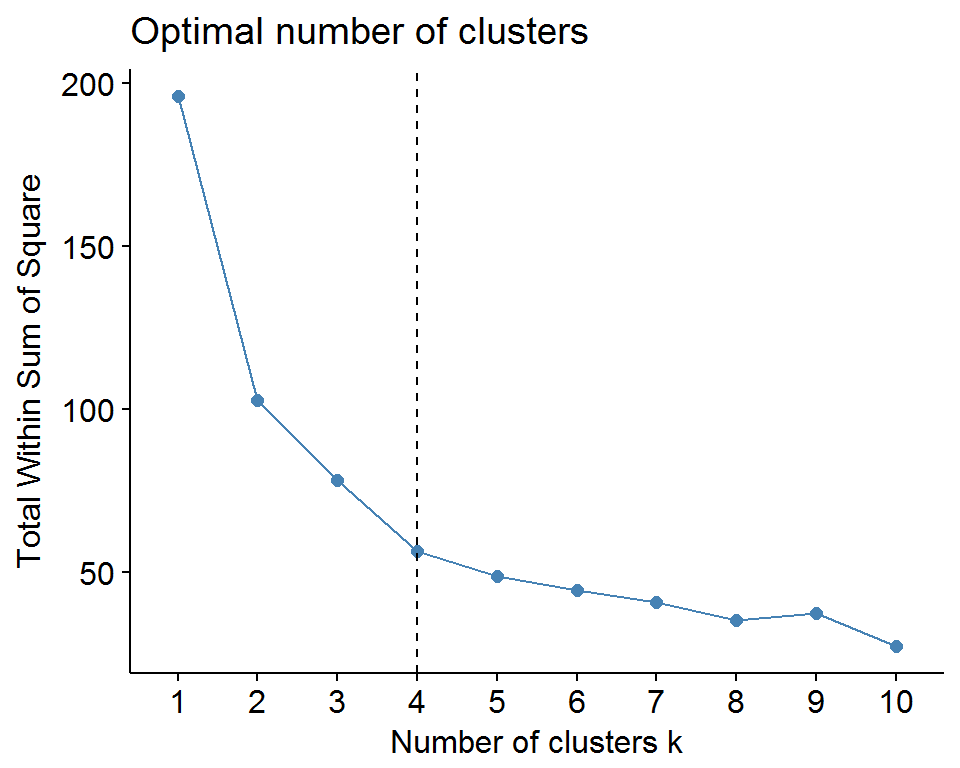 Optimal number of clusters
Total Within Sum of Square
200
150
100
50
1 2 3 4 5 6 7 8 9 10
Number of clusters k